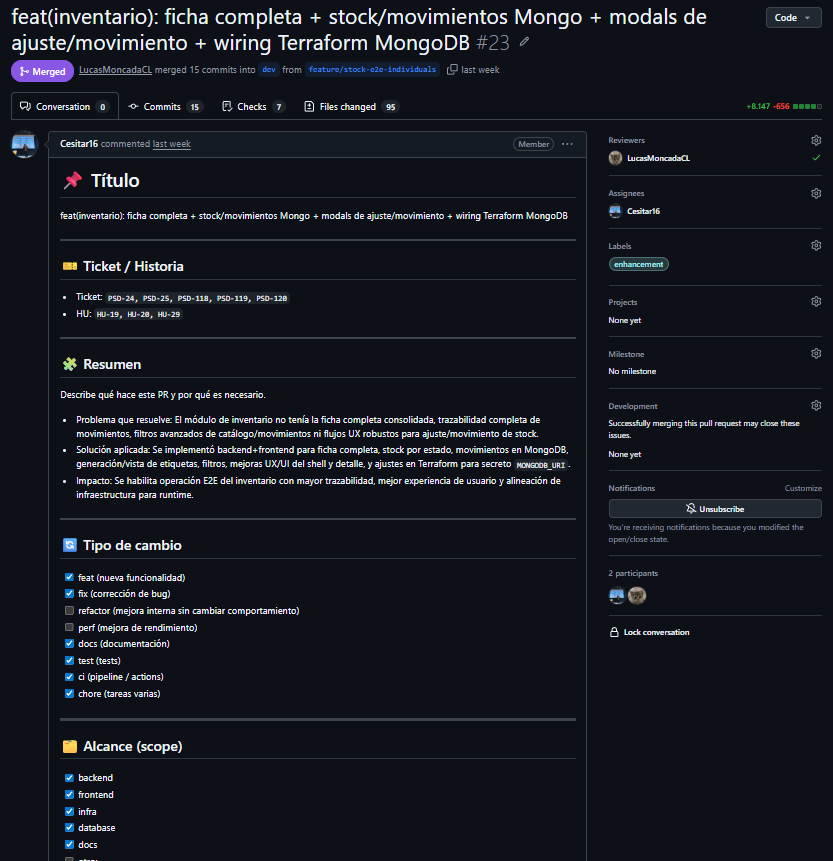 feat(inventario): ficha completa + stock/movimientos Mongo + modals de
ajuste/movimiento + wiring Terraform MongoDB #23
Code
Merged
LucasMoncadaCL merged 15 commits into dev from feature/stock-e2e-individuals last week
Conversation 0
Commits 15
Checks 7
Files changed 95
+8.147 -656
Cesitar16 commented last week
Member
Título
feat(inventario): ficha completa + stock/movimientos Mongo + modals de ajuste/movimiento + wiring Terraform MongoDB
Ticket / Historia
Ticket: PSD-24, PSD-25, PSD-118, PSD-119, PSD-120
HU: HU-19, HU-20, HU-29
Resumen
Describe qué hace este PR y por qué es necesario.
Problema que resuelve: El módulo de inventario no tenía la ficha completa consolidada, trazabilidad completa de
movimientos, filtros avanzados de catálogo/movimientos ni flujos UX robustos para ajuste/movimiento de stock.
Solución aplicada: Se implementó backend+frontend para ficha completa, stock por estado, movimientos en MongoDB,
generación/vista de etiquetas, filtros, mejoras UX/UI del shell y detalle, y ajustes en Terraform para secreto MONGODB_URI.
Impacto: Se habilita operación E2E del inventario con mayor trazabilidad, mejor experiencia de usuario y alineación de
infraestructura para runtime.
Tipo de cambio
feat (nueva funcionalidad)
fix (corrección de bug)
refactor (mejora interna sin cambiar comportamiento)
perf (mejora de rendimiento)
docs (documentación)
test (tests)
ci (pipeline / actions)
chore (tareas varias)
Alcance (scope)
backend
frontend
infra
database
docs
Reviewers
LucasMoncadaCL
Assignees
Cesitar16
Labels
enhancement
Projects
None yet
Milestone
No milestone
Development
Successfully merging this pull request may close these
issues.
None yet
Notifications
Customize
Unsubscribe
You're receiving notifications because you modified the
open/close state.
2 participants
Lock conversation